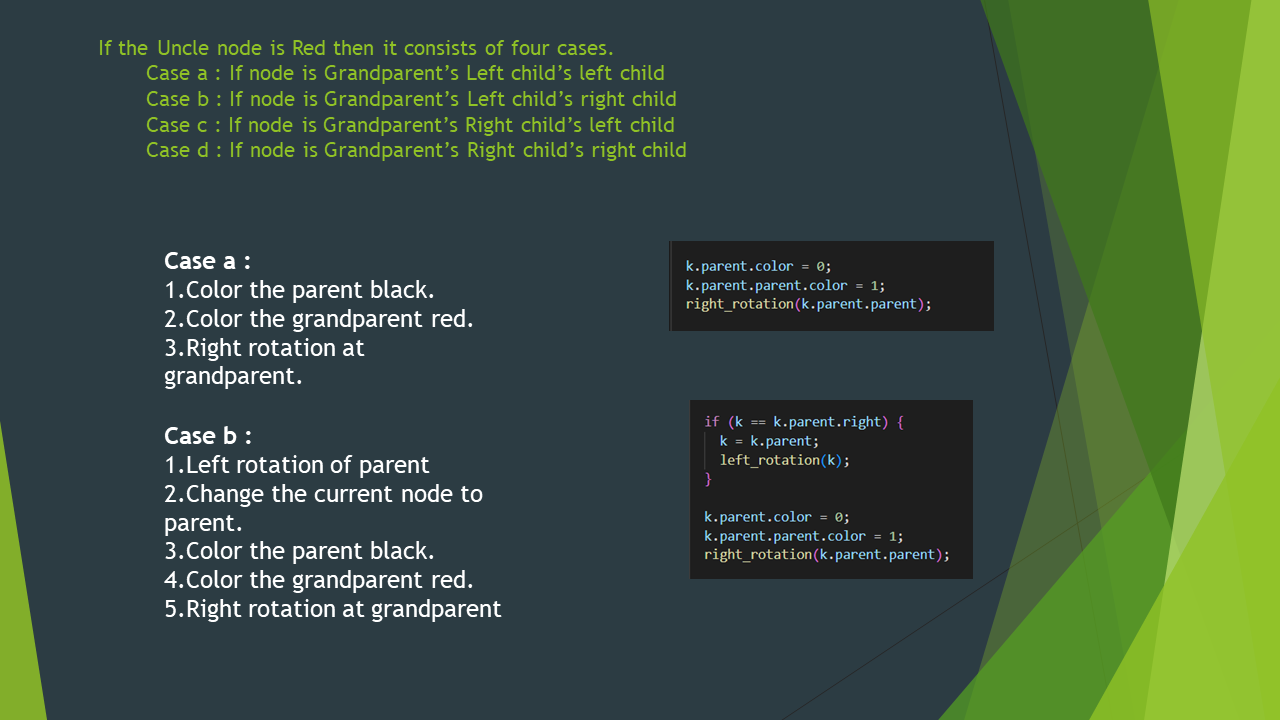 If the Uncle node is Red then it consists of four cases.
Case a : If node is Grandparent’s Left child’s left child
Case b : If node is Grandparent’s Left child’s right child
Case c : If node is Grandparent’s Right child’s left child
Case d : If node is Grandparent’s Right child’s right child
Case a :
1.Color the parent black.
2.Color the grandparent red.
3.Right rotation at
grandparent.
k.parent.color = 0;
k.parent.parent.color = 1;
right_rotation(k.parent.parent);
Case b :
1.Left rotation of parent
2.Change the current node to
parent.
3.Color the parent black.
4.Color the grandparent red.
5.Right rotation at grandparent
if (k == k.parent.right) {
k = k.parent;
left_rotation(k);
}
k.parent.color = 0;
k.parent.parent.color = 1;
right_rotation(k.parent.parent);